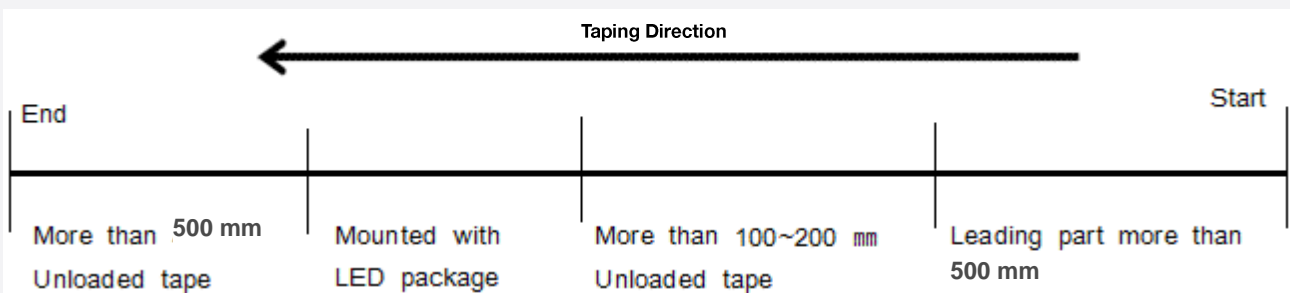 Taping Direction
End
Start
More than 500 mm
Unloaded tape
Mounted with
LED package
More than 100~200 mm
Unloaded tape
Leading part more than
500 mm